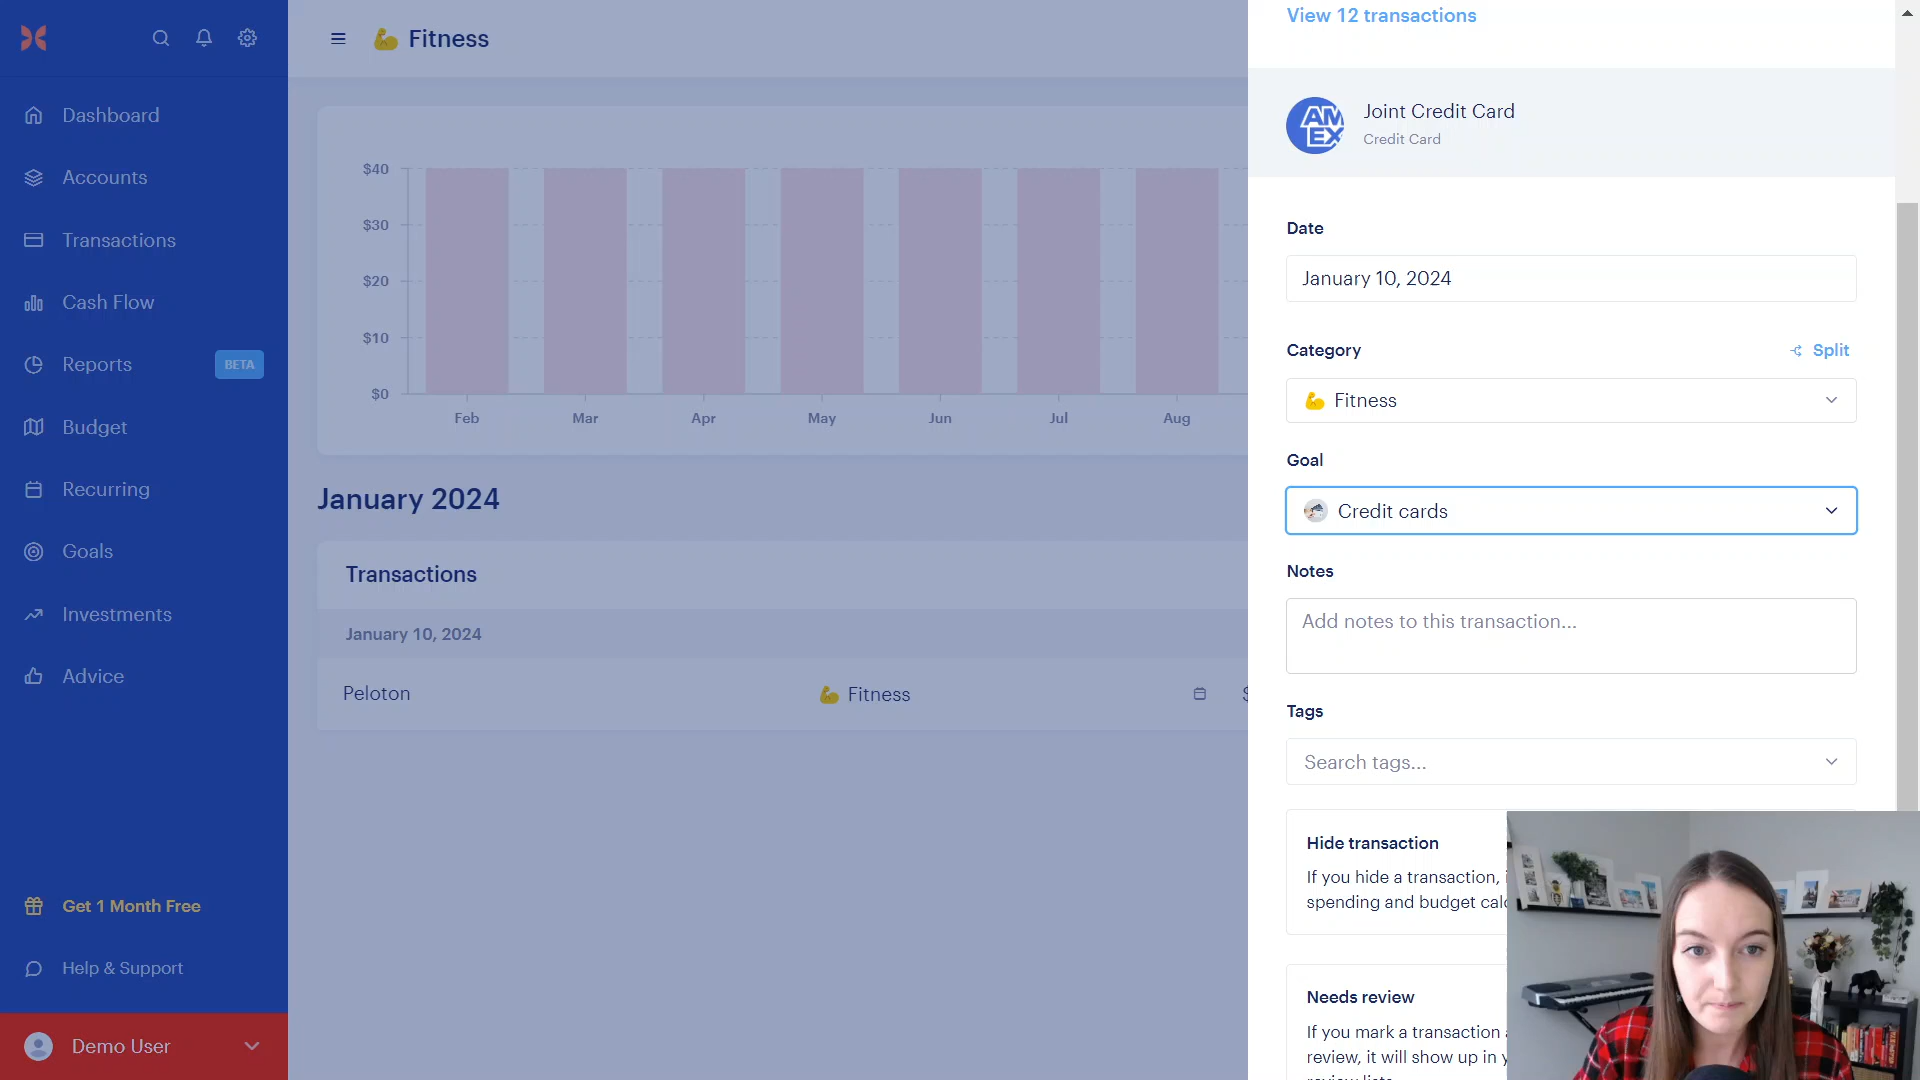 Fitness
Dashboard
Accounts
Transactions
Cash Flow
Reports
BETA
Budget
Recurring
Goals
Investments
Advice
Get 1 Month Free
Help & Support
Demo User
$40
$30
$20
$10
$0
Feb
Mar
Apr
May
Jun
Jul
Aug
January 2024
Transactions
January 10, 2024
Peloton
Fitness
$
View 12 transactions
AM
EX
Joint Credit Card
Credit Card
Date
January 10, 2024
Category
Split
Fitness
Goal
Credit cards
Notes
Add notes to this transaction...
Tags
Search tags...
Hide transaction
If you hide a transaction,
spending and budget
Needs review
If you mark a transaction
review, it will show up in